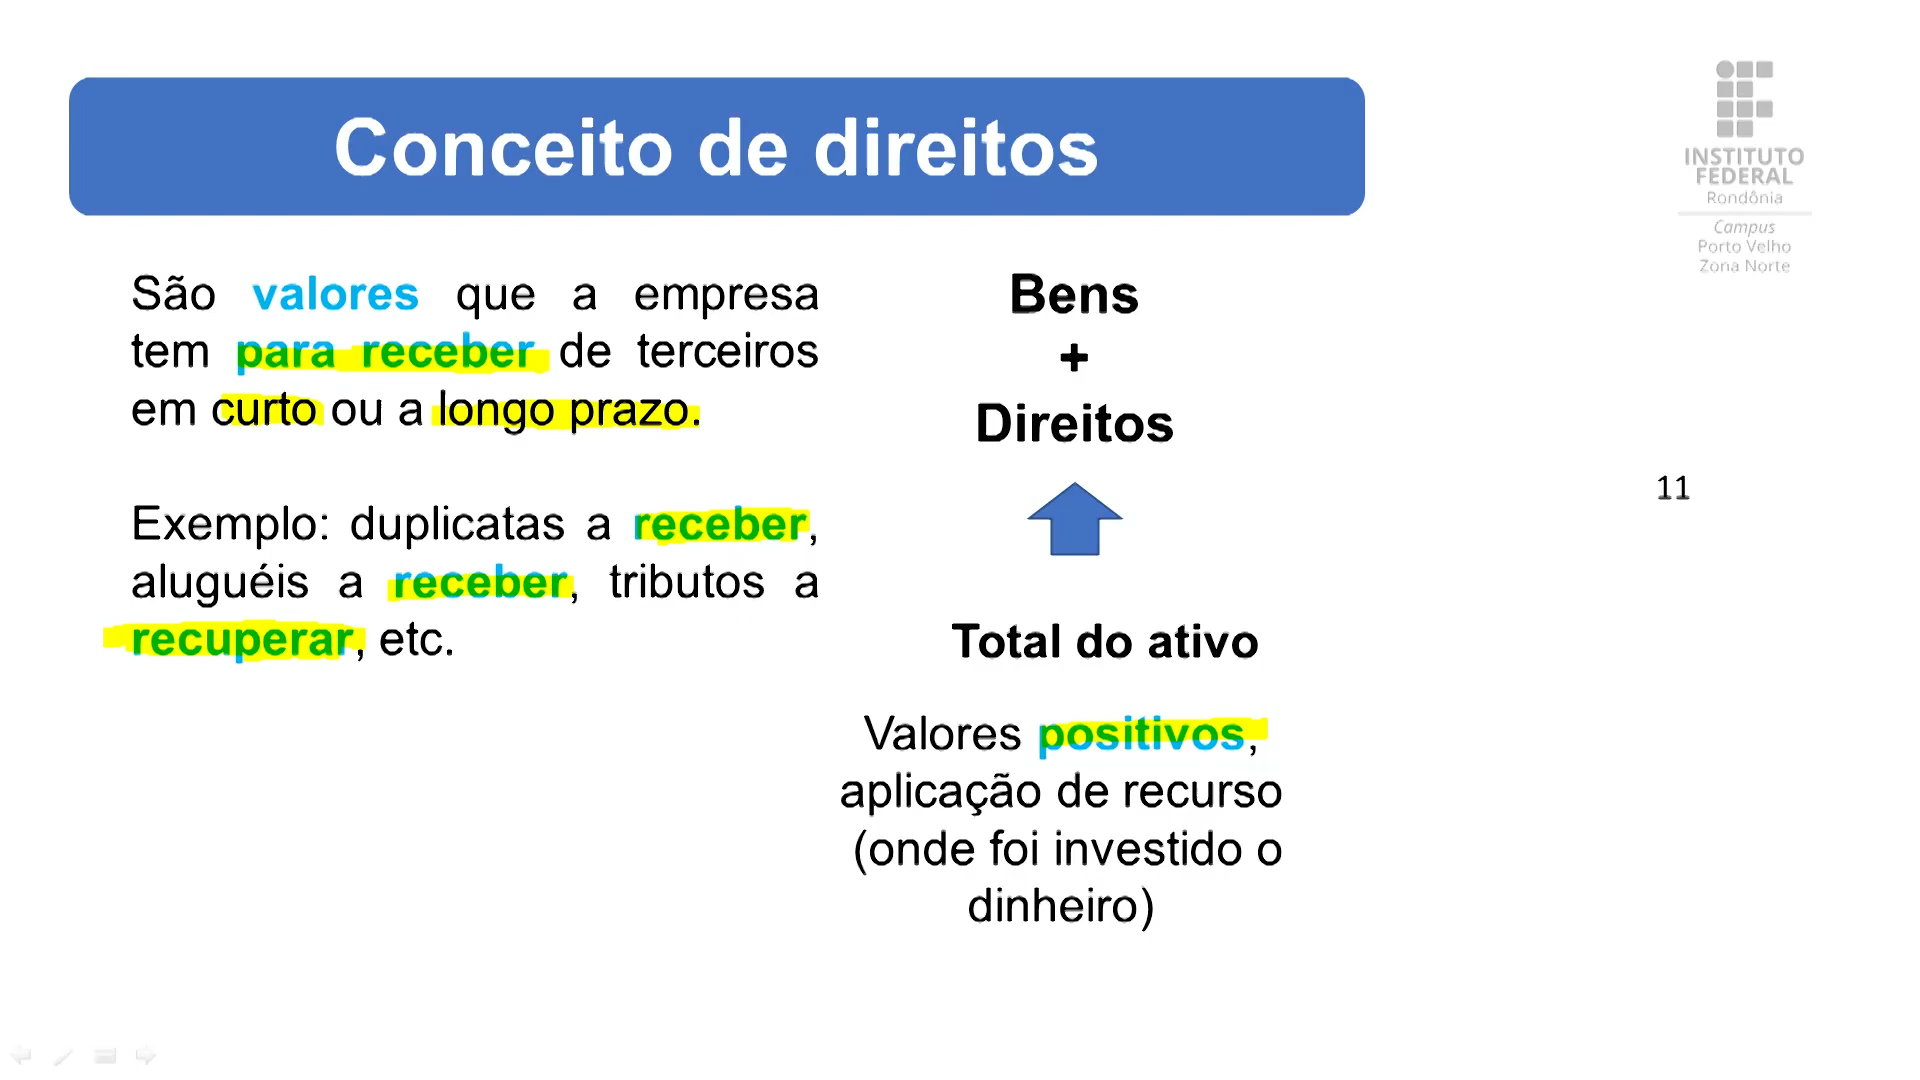 Conceito de direitos
INSTITUTO
FEDERAL
Rondônia
Campus
Porto Velho
Zona Norte
São valores que a empresa
tem para receber de terceiros
em curto ou a longo prazo.
Exemplo: duplicatas a receber,
aluguéis a receber, tributos a
recuperar, etc.
Bens
+
Direitos
Total do ativo
Valores positivos,
aplicação de recurso
(onde foi investido o
dinheiro)
11